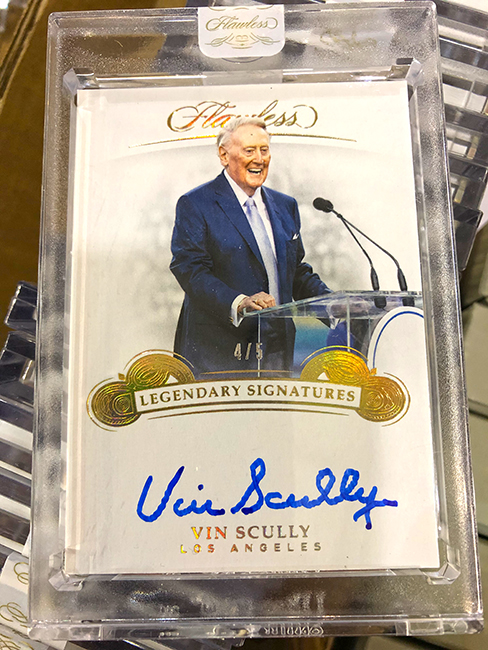 Flawless
Flawless
4/5
LEGENDARY SIGNATURES
Vin Scully
VIN SCULLY
LOS ANGELES